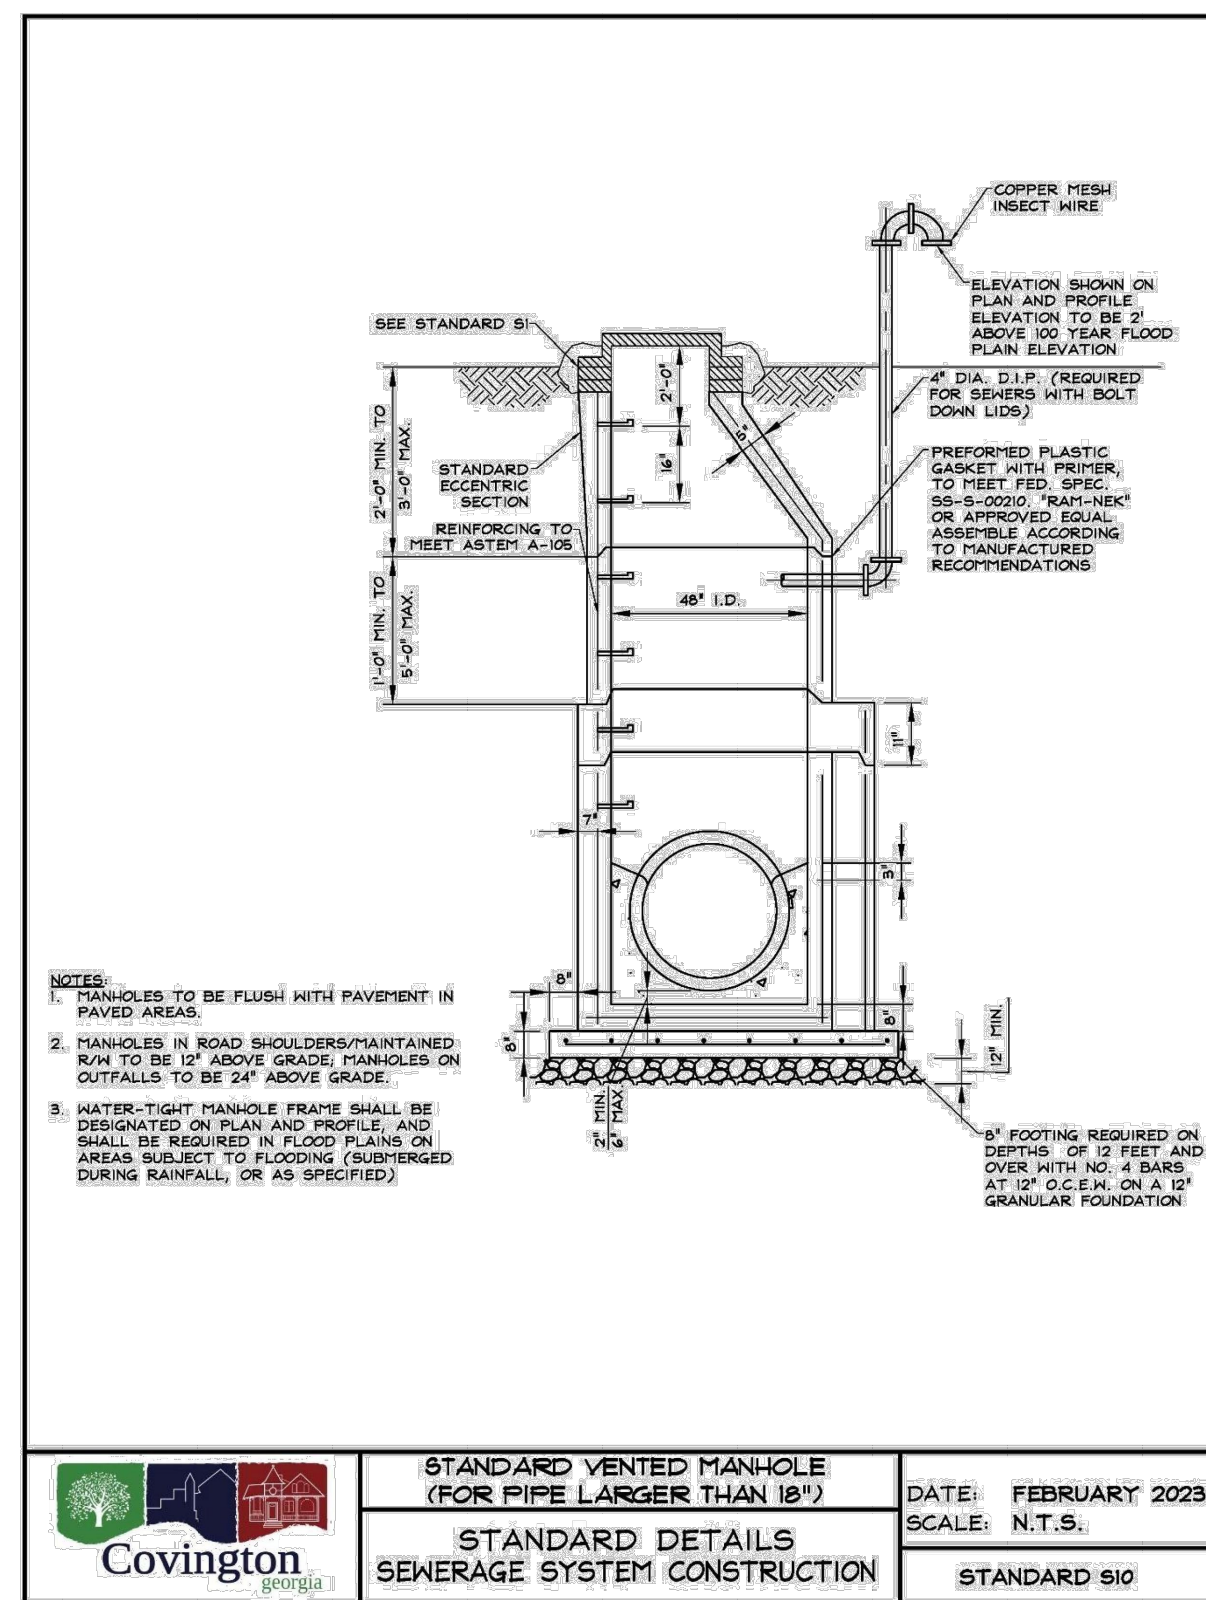 COPPER MESH
INSECT WIRE
ELEVATION SHOWN ON
PLAN AND PROFILE
ELEVATION TO BE 2'
ABOVE 100 YEAR FLOOD
PLAIN ELEVATION
SEE STANDARD S1
2'-0"
4" DIA. D.I.P. (REQUIRED
FOR SEWERS WITH BOLT
DOWN LIDS)
2'-0" MIN. TO
3'-0" MAX.
5"
16"
STANDARD
ECCENTRIC
SECTION
PREFORMED PLASTIC
GASKET WITH PRIMER,
TO MEET FED. SPEC.
SS-S-00210. "RAM-NEK"
OR APPROVED EQUAL
ASSEMBLE ACCORDING
TO MANUFACTURED
RECOMMENDATIONS
REINFORCING TO
MEET ASTEM A-105
1'-0" MIN. TO
5'-0" MAX.
48" I.D.
11"
7"
3"
8"
8"
8"
12" MIN.
2" MIN.
6" MAX.
NOTES:
1. MANHOLES TO BE FLUSH WITH PAVEMENT IN
PAVED AREAS.
2. MANHOLES IN ROAD SHOULDERS/MAINTAINED
R/W TO BE 12" ABOVE GRADE; MANHOLES ON
OUTFALLS TO BE 24" ABOVE GRADE.
3. WATER-TIGHT MANHOLE FRAME SHALL BE
DESIGNATED ON PLAN AND PROFILE, AND
SHALL BE REQUIRED IN FLOOD PLAINS ON
AREAS SUBJECT TO FLOODING (SUBMERGED
DURING RAINFALL, OR AS SPECIFIED)
8" FOOTING REQUIRED ON
DEPTHS OF 12 FEET AND
OVER WITH NO. 4 BARS
AT 12" O.C.E.W. ON A 12"
GRANULAR FOUNDATION
Covington
georgia
STANDARD VENTED MANHOLE
(FOR PIPE LARGER THAN 18")
STANDARD DETAILS
SEWERAGE SYSTEM CONSTRUCTION
DATE: FEBRUARY 2023
SCALE: N.T.S.
STANDARD S10